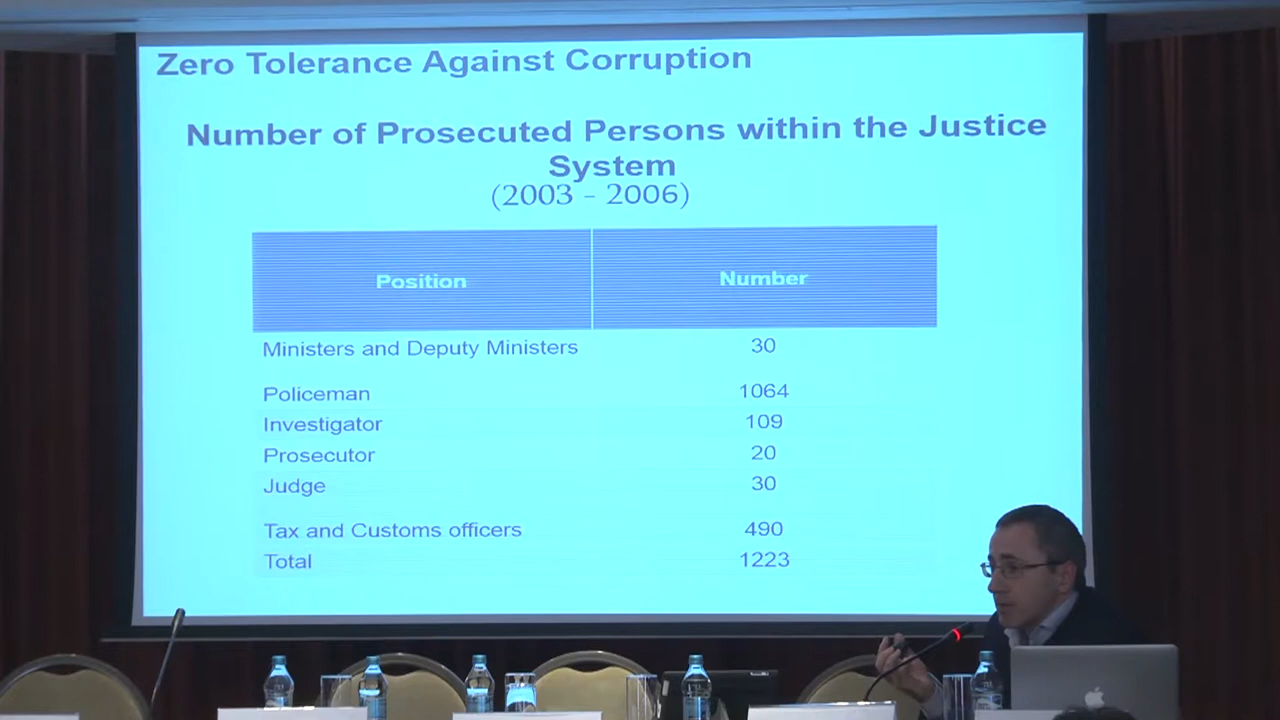 Zero Tolerance Against Corruption
Number of Prosecuted Persons within the Justice
System
(2003 - 2006)
Position Number
Ministers and Deputy Ministers 30
Policeman 1064
Investigator 109
Prosecutor 20
Judge 30
Tax and Customs officers 490
Total 1223